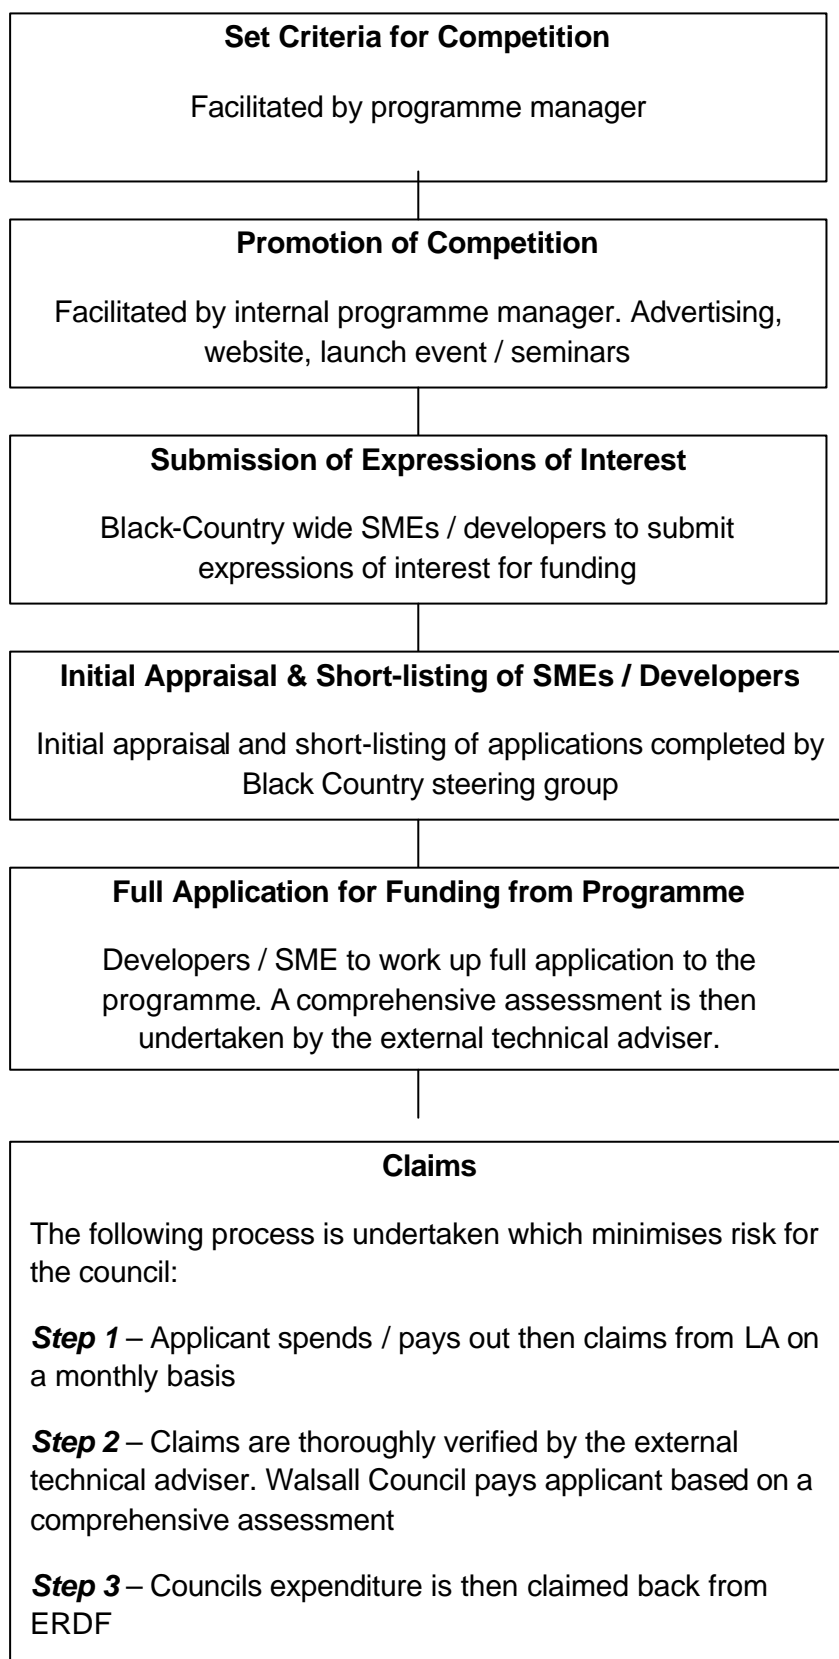 Set Criteria for Competition
Facilitated by programme manager
Promotion of Competition
Facilitated by internal programme manager. Advertising,
website, launch event / seminars
Submission of Expressions of Interest
Black-Country wide SMEs / developers to submit
expressions of interest for funding
Initial Appraisal & Short-listing of SMEs / Developers
Initial appraisal and short-listing of applications completed by
Black Country steering group
Full Application for Funding from Programme
Developers / SME to work up full application to the
programme. A comprehensive assessment is then
undertaken by the external technical adviser.
Claims
The following process is undertaken which minimises risk for
the council:
Step 1 – Applicant spends / pays out then claims from LA on
a monthly basis
Step 2 – Claims are thoroughly verified by the external
technical adviser. Walsall Council pays applicant based on a
comprehensive assessment
Step 3 – Councils expenditure is then claimed back from
ERDF